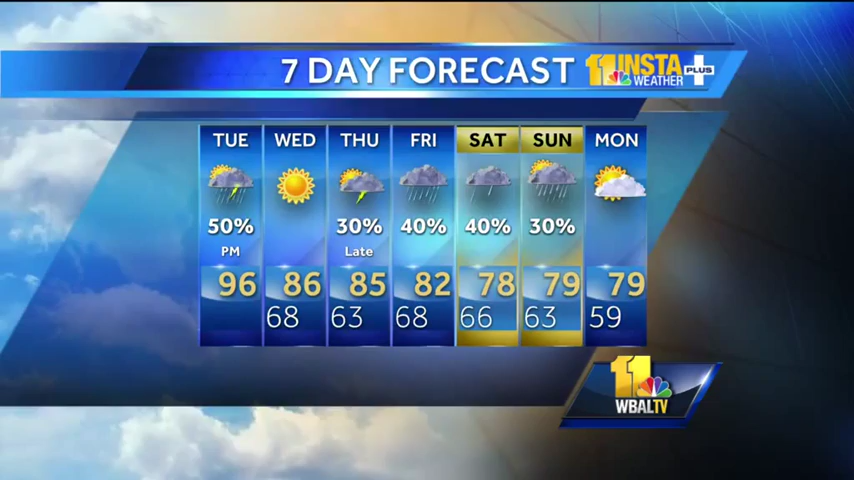 7 DAY FORECAST
11 INSTA
WEATHER
PLUS
TUE WED THU FRI SAT SUN MON
50% 30% 40% 40% 30%
PM Late
96 86 85 82 78 79 79
68 63 68 66 63 59
11
WBALTV